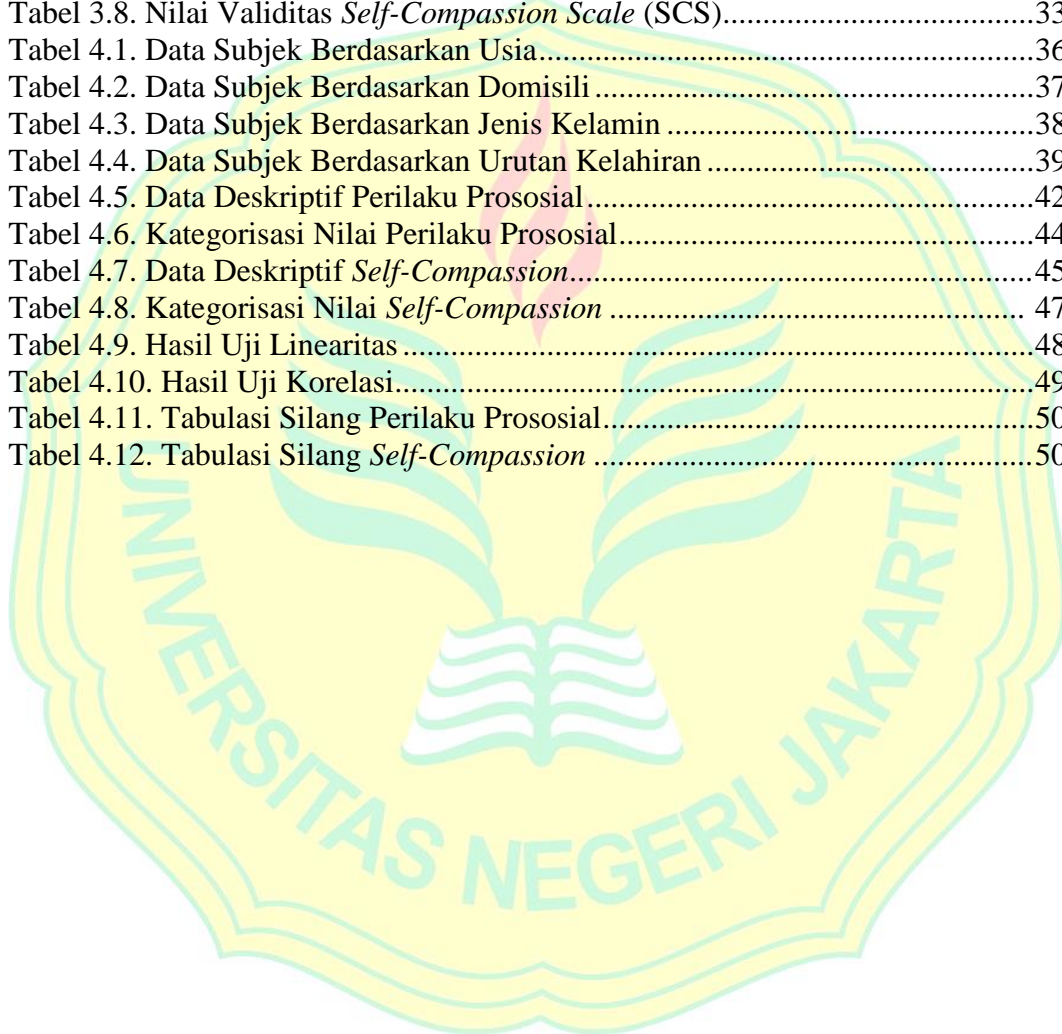 Tabel 3.8. Nilai Validitas Self-Compassion Scale (SCS)......................................33
Tabel 4.1. Data Subjek Berdasarkan Usia............................................................36
Tabel 4.2. Data Subjek Berdasarkan Domisili.....................................................37
Tabel 4.3. Data Subjek Berdasarkan Jenis Kelamin............................................38
Tabel 4.4. Data Subjek Berdasarkan Urutan Kelahiran.......................................39
Tabel 4.5. Data Deskriptif Perilaku Prososial......................................................42
Tabel 4.6. Kategorisasi Nilai Perilaku Prososial..................................................44
Tabel 4.7. Data Deskriptif Self-Compassion........................................................45
Tabel 4.8. Kategorisasi Nilai Self-Compassion................................................... 47
Tabel 4.9. Hasil Uji Linearitas.............................................................................48
Tabel 4.10. Hasil Uji Korelasi..............................................................................49
Tabel 4.11. Tabulasi Silang Perilaku Prososial....................................................50
Tabel 4.12. Tabulasi Silang Self-Compassion.....................................................50
UNIVERSITAS NEGERI JAKARTA